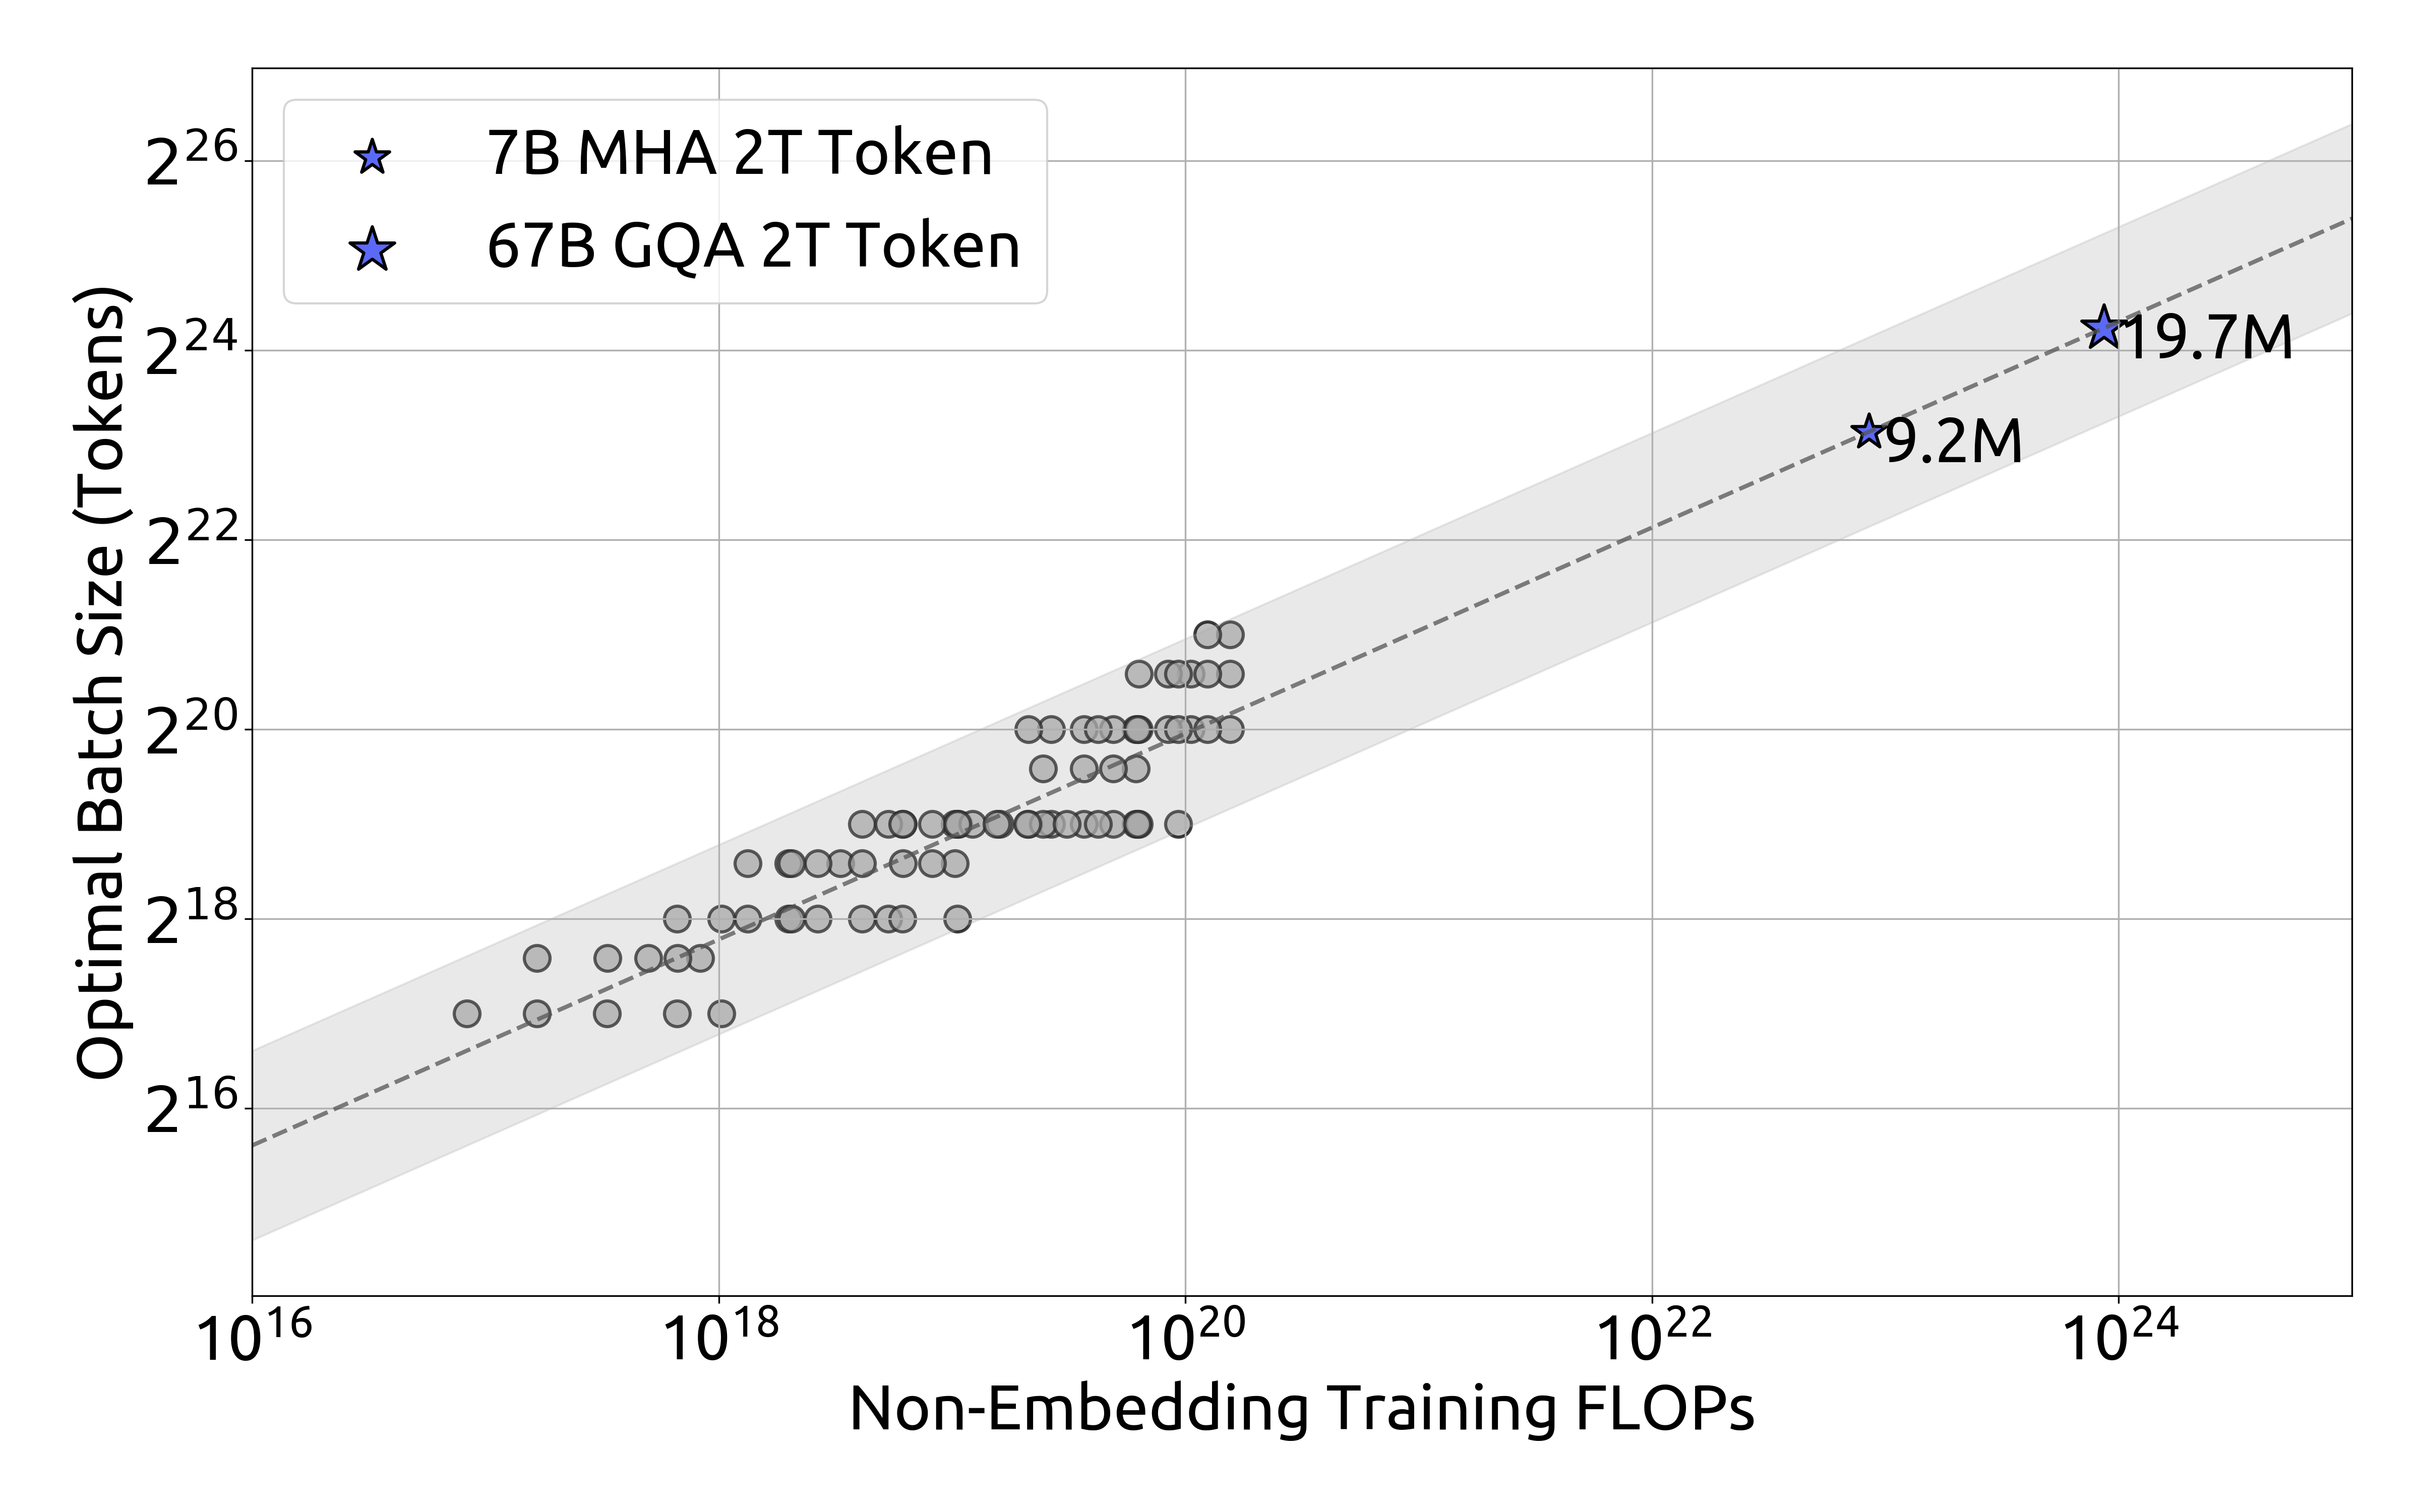 7B MHA 2T Token
67B GQA 2T Token
2^26
2^24
2^22
2^20
2^18
2^16
Optimal Batch Size (Tokens)
19.7M
9.2M
10^16 10^18 10^20 10^22 10^24
Non-Embedding Training FLOPs